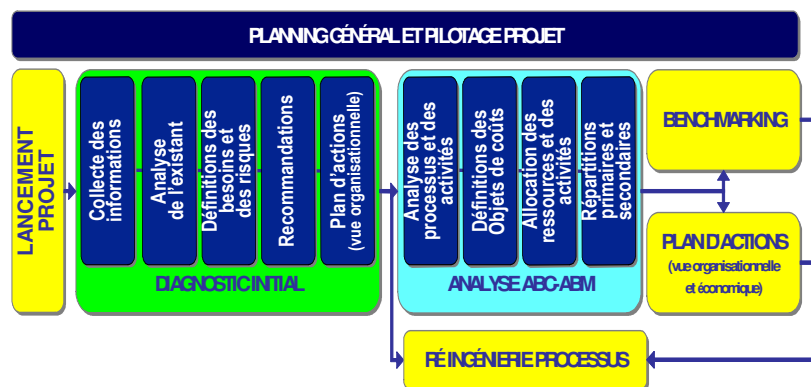 PLANNING GÉNÉRAL ET PILOTAGE PROJET
LANCEMENT
PROJET
Collecte des
informations
Analyse
de l'existant
Définitions des
besoins et
des risques
Recommandations
Plan d'actions
(vue organisationnelle)
DIAGNOSTIC INITIAL
Analyse des
processus et des
activités
Définitions des
Objets de coûts
Allocation des
ressources et des
activités
Répartitions
primaires et
secondaires
ANALYSE ABC-ABM
BENCHMARKING
PLAN D'ACTIONS
(vue organisationnelle
et économique)
RÉINGÉNIERIE PROCESSUS